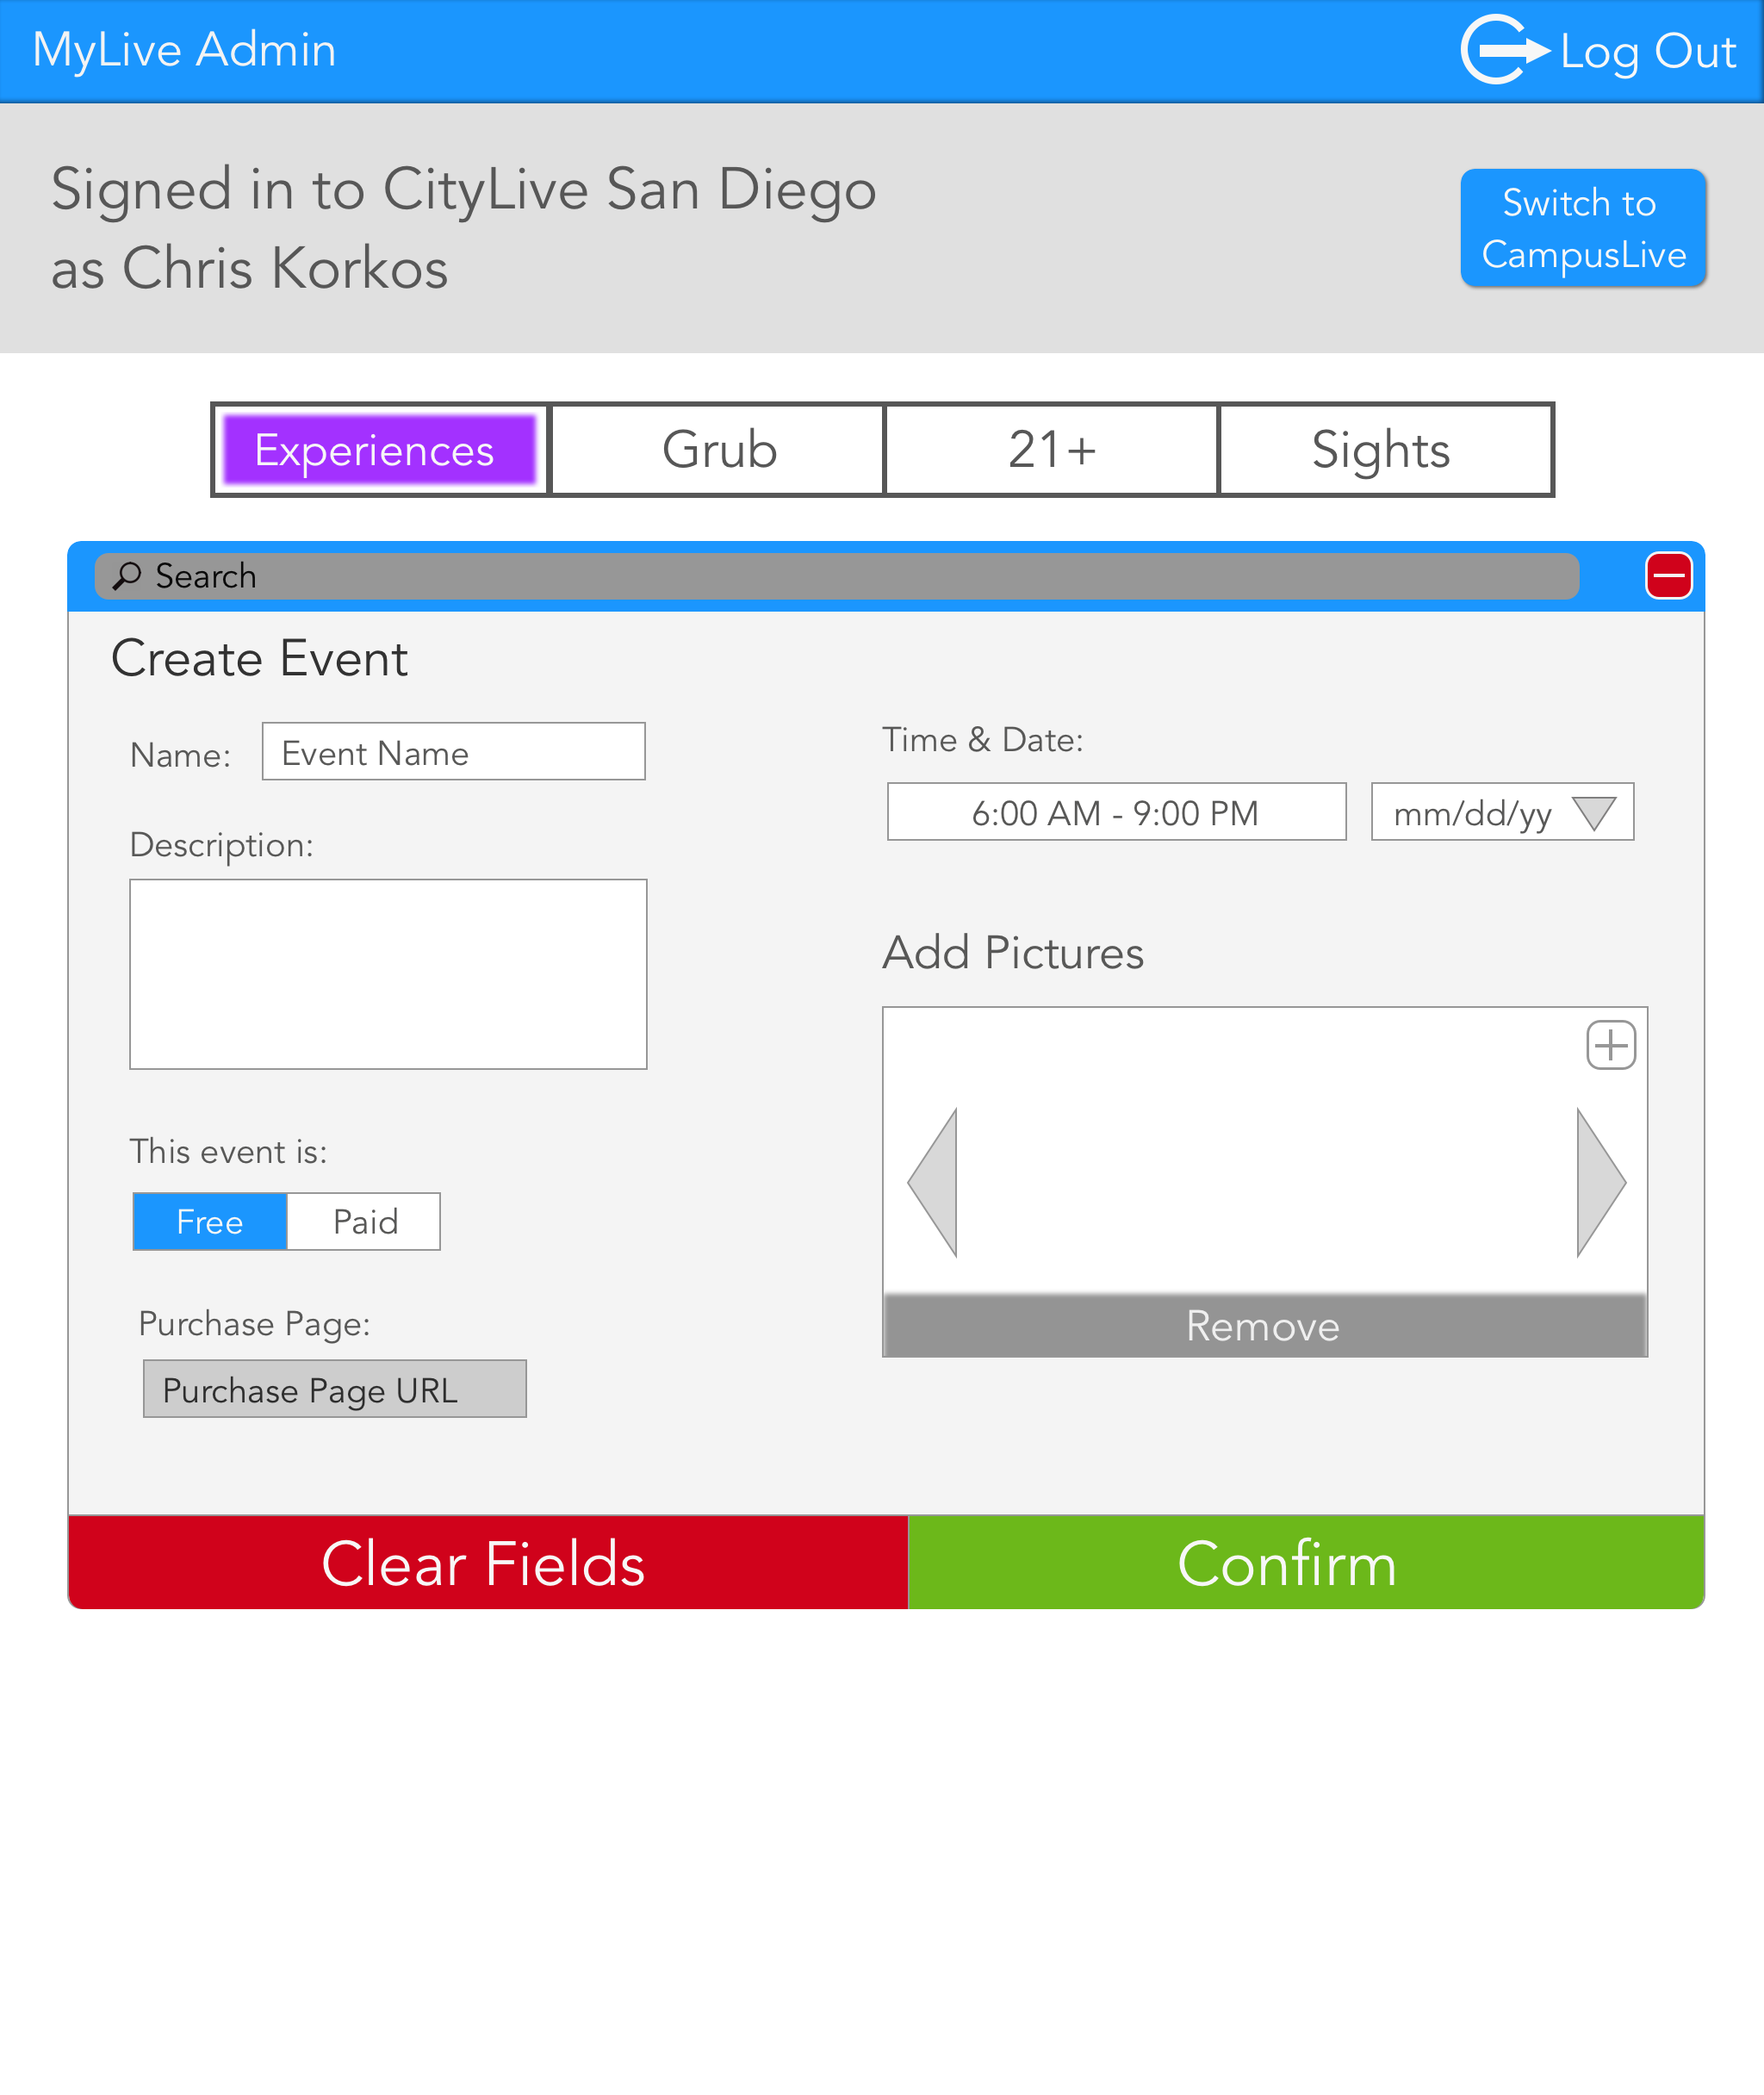 MyLive Admin
Log Out
Signed in to CityLive San Diego
as Chris Korkos
Switch to
CampusLive
Experiences
Grub
21+
Sights
Search
Create Event
Name:
Event Name
Description:
This event is:
Free
Paid
Purchase Page:
Purchase Page URL
Time & Date:
6:00 AM - 9:00 PM
mm/dd/yy
Add Pictures
Remove
Clear Fields
Confirm